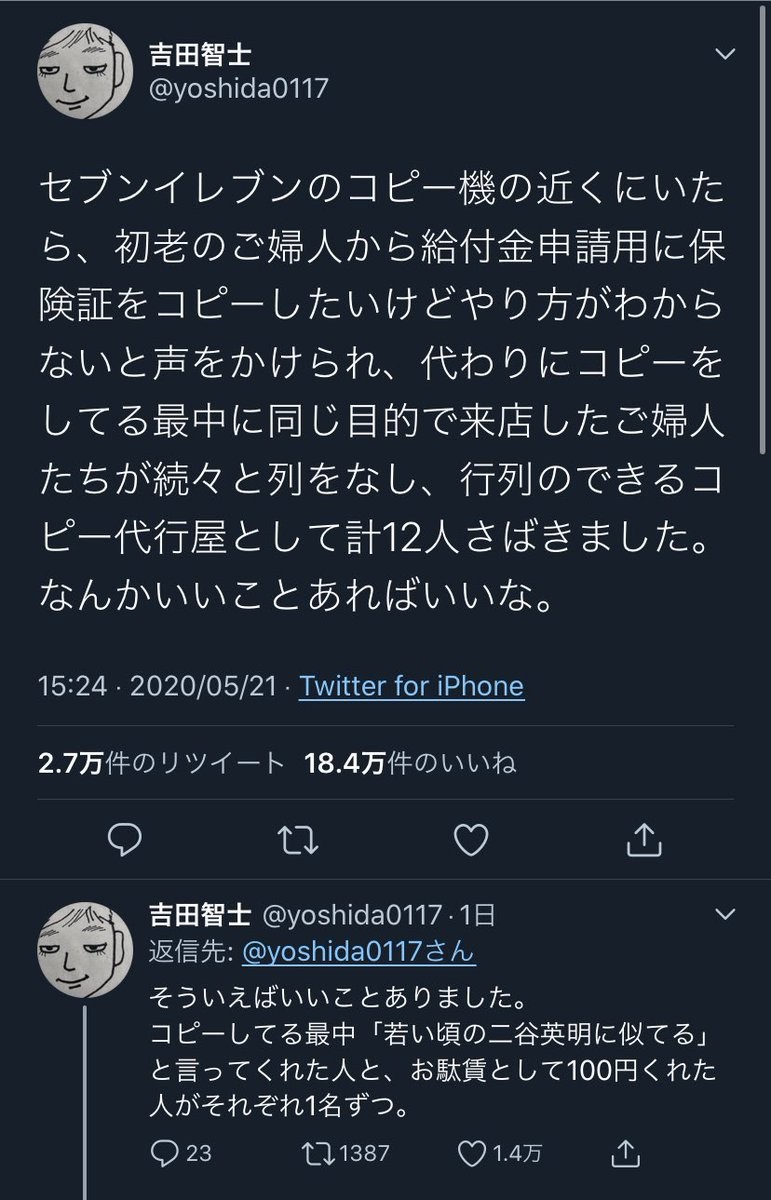 吉田智士
@yoshida0117
セブンイレブンのコピー機の近くにいた
ら、初老のご婦人から給付金申請用に保
険証をコピーしたいけどやり方がわから
ないと声をかけられ、代わりにコピーを
してる最中に同じ目的で来店したご婦人
たちが続々と列をなし、行列のできるコ
ピー代行屋として計12人さばきました。
なんかいいことあればいいな。
15:24 · 2020/05/21 · Twitter for iPhone
2.7万件のリツイート 18.4万件のいいね
吉田智士 @yoshida0117 · 1日
返信先: @yoshida0117さん
そういえばいいことありました。
コピーしてる最中「若い頃の二谷英明に似てる」
と言ってくれた人と、お駄賃として100円くれた
人がそれぞれ1名ずつ。
23 1387 1.4万